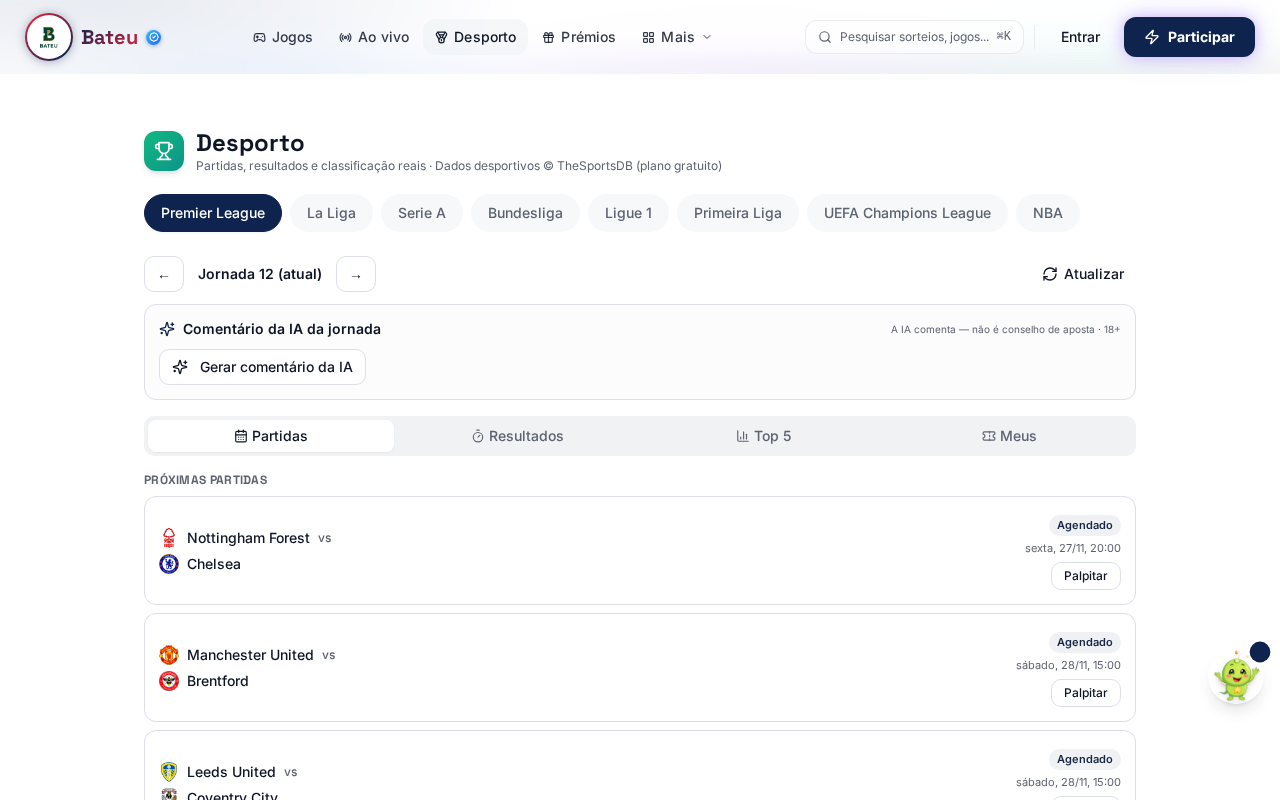 BATEU
Bateu
Jogos
Ao vivo
Desporto
Prémios
Mais
Pesquisar sorteios, jogos... ⌘K
Entrar
Participar
Desporto
Partidas, resultados e classificação reais · Dados desportivos © TheSportsDB (plano gratuito)
Premier League
La Liga
Serie A
Bundesliga
Ligue 1
Primeira Liga
UEFA Champions League
NBA
← Jornada 12 (atual) →
Atualizar
Comentário da IA da jornada
A IA comenta — não é conselho de aposta · 18+
Gerar comentário da IA
Partidas
Resultados
Top 5
Meus
PRÓXIMAS PARTIDAS
Nottingham Forest vs
Chelsea
Agendado
sexta, 27/11, 20:00
Palpitar
Manchester United vs
Brentford
Agendado
sábado, 28/11, 15:00
Palpitar
Leeds United vs
Coventry City
Agendado
sábado, 28/11, 15:00